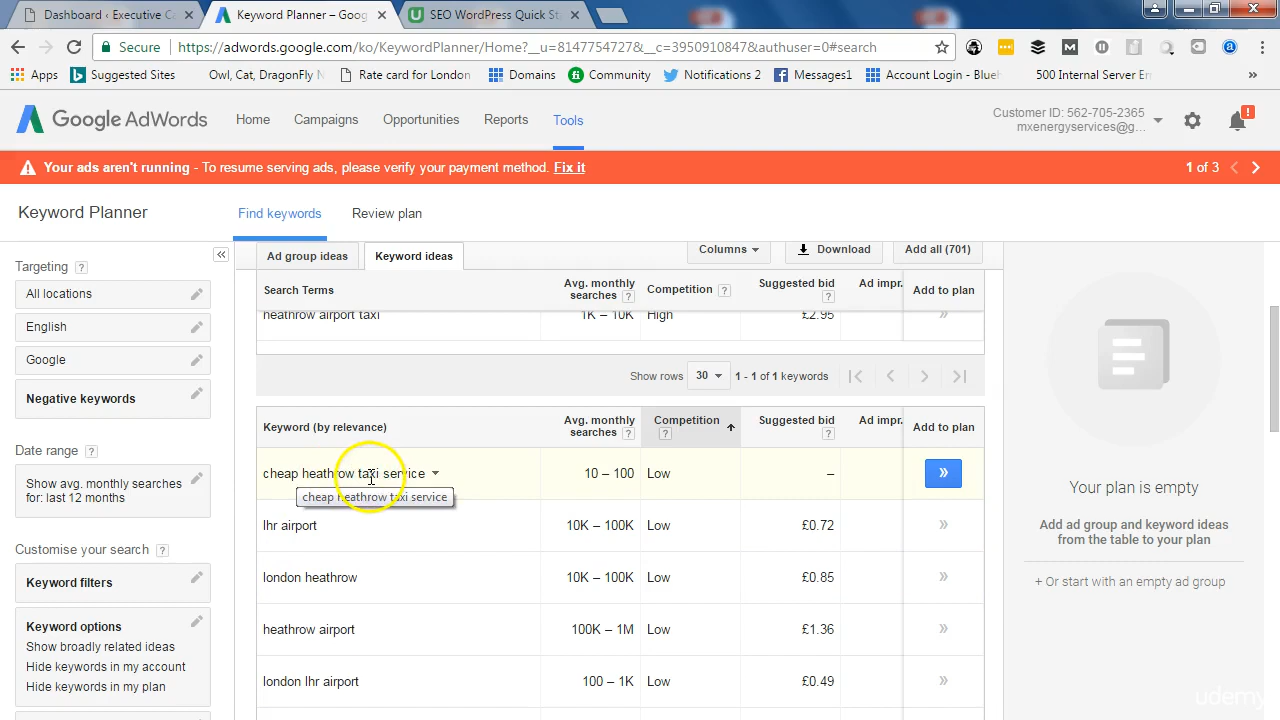 Dashboard ‹ Executive C
Keyword Planner – Goog
SEO WordPress Quick St
Secure
https://adwords.google.com/ko/KeywordPlanner/Home?__u=8147754727&__c=3950910847&authuser=0#search
Apps
Suggested Sites
Owl, Cat, DragonFly N
Rate card for London
Domains
Community
Notifications 2
Messages1
Account Login - Blueh
500 Internal Server Er
Google AdWords
Home
Campaigns
Opportunities
Reports
Tools
Customer ID: 562-705-2365
mxenergyservices@g...
Your ads aren't running - To resume serving ads, please verify your payment method. Fix it
1 of 3
Keyword Planner
Find keywords
Review plan
Targeting ?
All locations
English
Google
Negative keywords
Date range ?
Show avg. monthly searches
for: last 12 months
Customise your search ?
Keyword filters
Keyword options
Show broadly related ideas
Hide keywords in my account
Hide keywords in my plan
Ad group ideas
Keyword ideas
Columns
Download
Add all (701)
Search Terms
Avg. monthly
searches ?
Competition ?
Suggested bid
?
Ad impr.
Add to plan
heathrow airport taxi
1K – 10K
High
£2.95
Show rows
30
1 - 1 of 1 keywords
Keyword (by relevance)
Avg. monthly
searches ?
Competition
?
Suggested bid
?
Ad impr.
Add to plan
cheap heathrow taxi service
10 – 100
Low
–
cheap heathrow taxi service
lhr airport
10K – 100K
Low
£0.72
london heathrow
10K – 100K
Low
£0.85
heathrow airport
100K – 1M
Low
£1.36
london lhr airport
100 – 1K
Low
£0.49
Your plan is empty
Add ad group and keyword ideas
from the table to your plan
+ Or start with an empty ad group
udemy